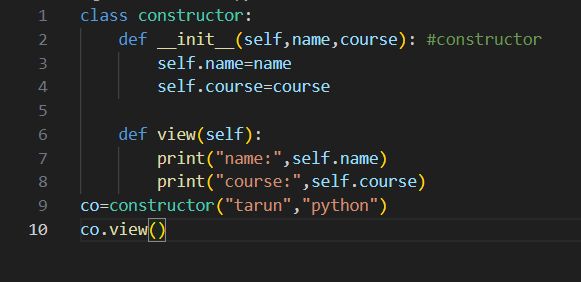 1 class constructor:
2     def __init__(self,name,course): #constructor
3         self.name=name
4         self.course=course
5
6     def view(self):
7         print("name:",self.name)
8         print("course:",self.course)
9 co=constructor("tarun","python")
10 co.view()